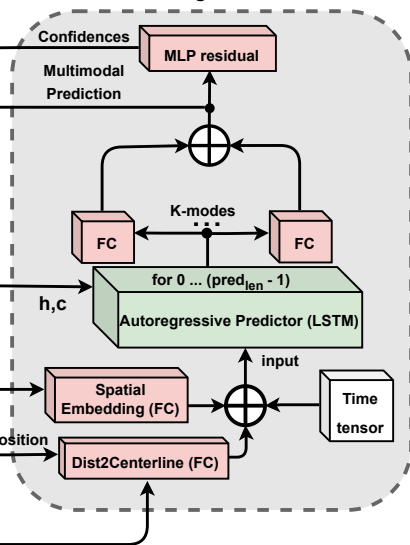 Confidences
MLP residual
Multimodal
Prediction
K-modes
...
FC
FC
for 0 ... (pred_len - 1)
h,c
Autoregressive Predictor (LSTM)
input
Spatial
Embedding (FC)
Time
tensor
osition
Dist2Centerline (FC)